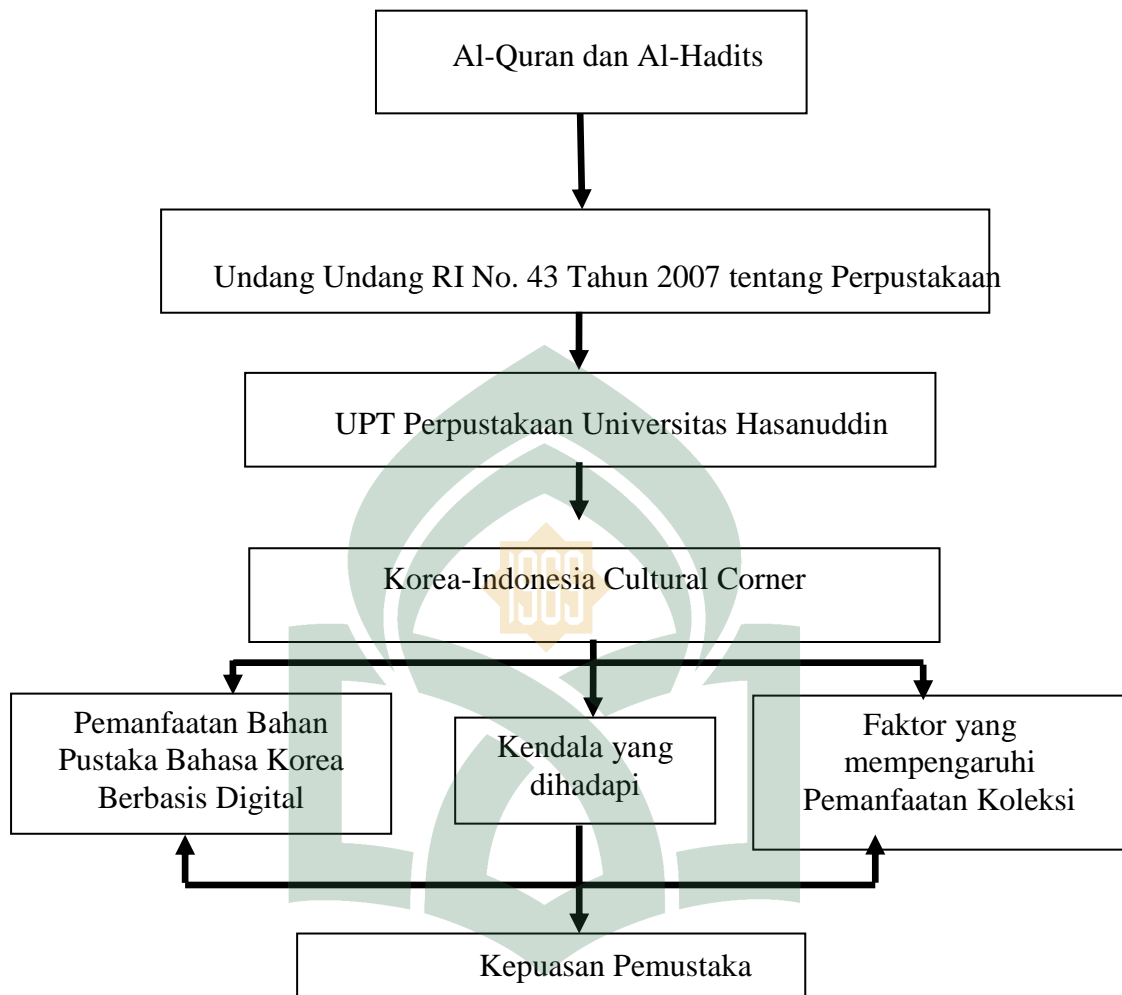 Al-Quran dan Al-Hadits
Undang Undang RI No. 43 Tahun 2007 tentang Perpustakaan
UPT Perpustakaan Universitas Hasanuddin
Korea-Indonesia Cultural Corner
1969
Pemanfaatan Bahan
Pustaka Bahasa Korea
Berbasis Digital
Kendala yang
dihadapi
Faktor yang
mempengaruhi
Pemanfaatan Koleksi
Kepuasan Pemustaka